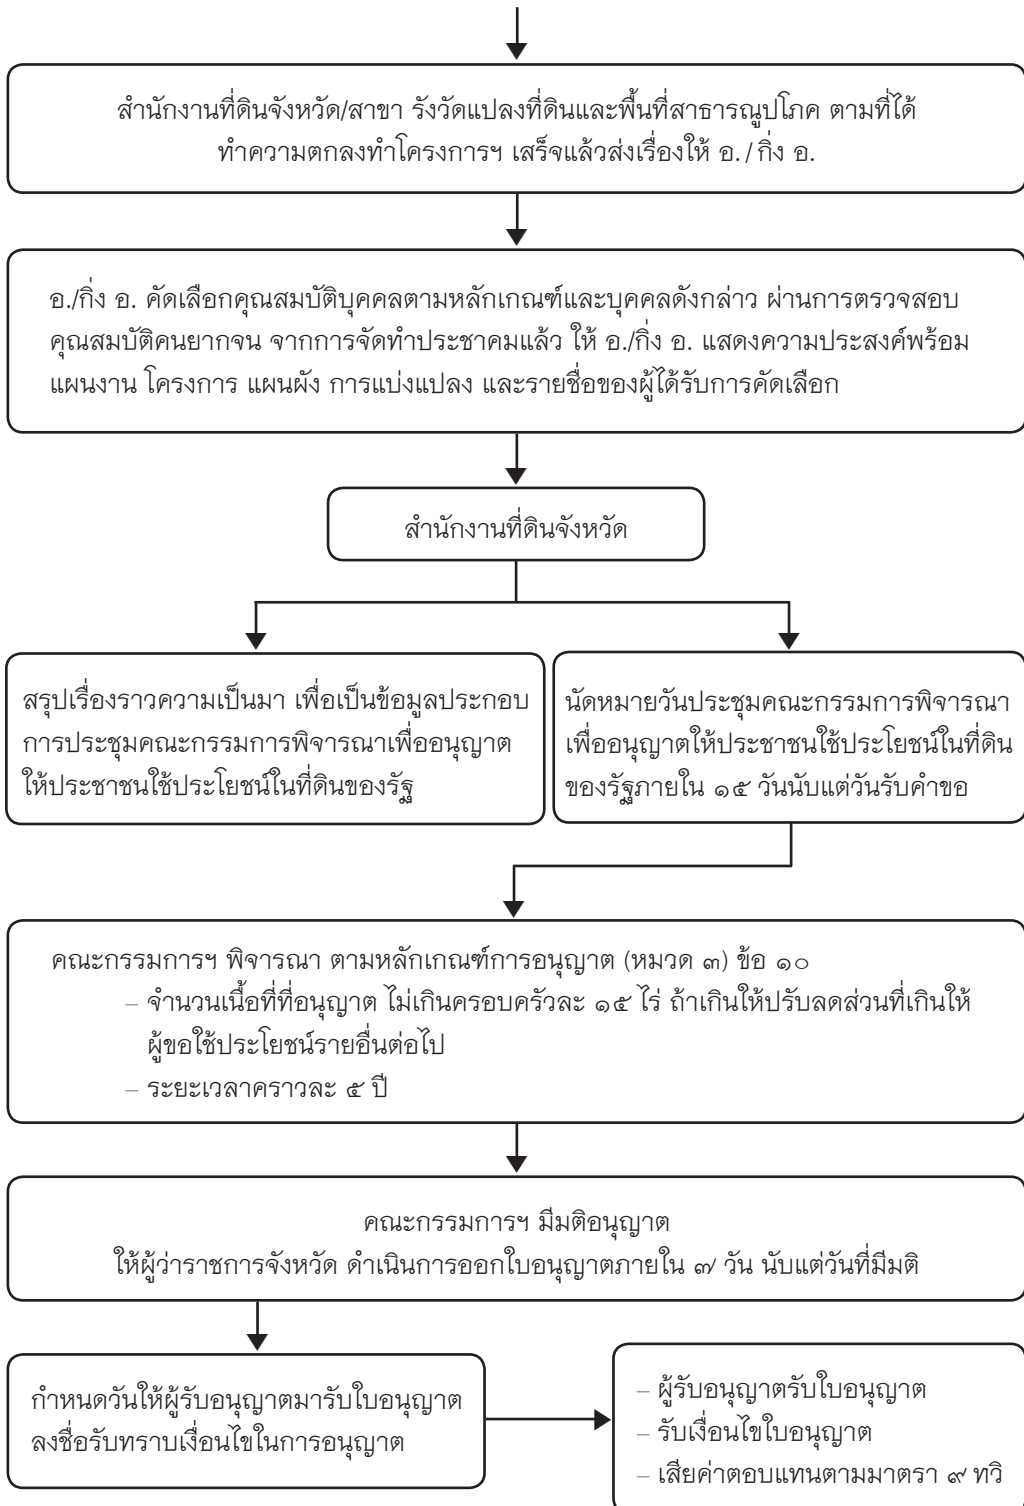 สำนักงานที่ดินจังหวัด/สาขา รังวัดแปลงที่ดินและพื้นที่สาธารณูปโภค ตามที่ได้
ทำความตกลงทำโครงการฯ เสร็จแล้วส่งเรื่องให้ อ./กิ่ง อ.
อ./กิ่ง อ. คัดเลือกคุณสมบัติบุคคลตามหลักเกณฑ์และบุคคลดังกล่าว ผ่านการตรวจสอบ
คุณสมบัติคนยากจน จากการจัดทำประชาคมแล้ว ให้ อ./กิ่ง อ. แสดงความประสงค์พร้อม
แผนงาน โครงการ แผนผัง การแบ่งแปลง และรายชื่อของผู้ได้รับการคัดเลือก
สำนักงานที่ดินจังหวัด
สรุปเรื่องราวความเป็นมา เพื่อเป็นข้อมูลประกอบ
การประชุมคณะกรรมการพิจารณาเพื่ออนุญาต
ให้ประชาชนใช้ประโยชน์ในที่ดินของรัฐ
นัดหมายวันประชุมคณะกรรมการพิจารณา
เพื่ออนุญาตให้ประชาชนใช้ประโยชน์ในที่ดิน
ของรัฐภายใน ๑๕ วันนับแต่วันรับคำขอ
คณะกรรมการฯ พิจารณา ตามหลักเกณฑ์การอนุญาต (หมวด ๓) ข้อ ๑๐
– จำนวนเนื้อที่ที่อนุญาต ไม่เกินครอบครัวละ ๑๕ ไร่ ถ้าเกินให้ปรับลดส่วนที่เกินให้
ผู้ขอใช้ประโยชน์รายอื่นต่อไป
– ระยะเวลาคราวละ ๕ ปี
คณะกรรมการฯ มีมติอนุญาต
ให้ผู้ว่าราชการจังหวัด ดำเนินการออกใบอนุญาตภายใน ๗ วัน นับแต่วันที่มีมติ
กำหนดวันให้ผู้รับอนุญาตมารับใบอนุญาต
ลงชื่อรับทราบเงื่อนไขในการอนุญาต
– ผู้รับอนุญาตรับใบอนุญาต
– รับเงื่อนไขใบอนุญาต
– เสียค่าตอบแทนตามมาตรา ๙ ทวิ